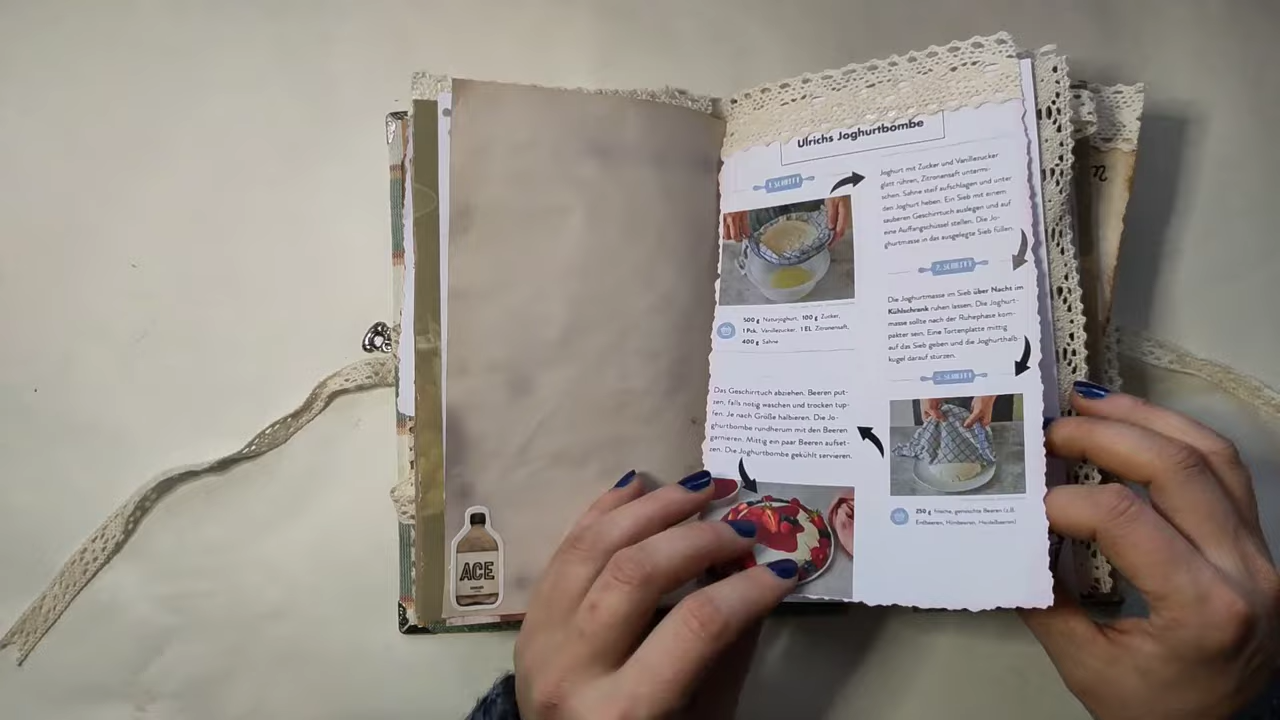 Ulrichs Joghurtbombe
1. SCHRITT
Joghurt mit Zucker und Vanillezucker
glatt rühren, Zitronensaft untermi-
schen. Sahne steif aufschlagen und unter
den Joghurt heben. Ein Sieb mit einem
sauberen Geschirrtuch auslegen und auf
eine Auffangschüssel stellen. Die Jo-
ghurtmasse in das ausgelegte Sieb füllen.
500 g Naturjoghurt, 100 g Zucker,
1 Pck. Vanillezucker, 1 EL Zitronensaft,
400 g Sahne
2. SCHRITT
Die Joghurtmasse im Sieb über Nacht im
Kühlschrank ruhen lassen. Die Joghurt-
masse sollte nach der Ruhephase kom-
pakter sein. Eine Tortenplatte mittig
auf das Sieb geben und die Joghurthalb-
kugel darauf stürzen.
3. SCHRITT
250 g frische, gemischte Beeren (z.B.
Erdbeeren, Himbeeren, Heidelbeeren)
Das Geschirrtuch abziehen. Beeren put-
zen, falls nötig waschen und trocken tup-
fen. Je nach Größe halbieren. Die Jo-
ghurtbombe rundherum mit den Beeren
garnieren. Mittig ein paar Beeren aufset-
zen. Die Joghurtbombe gekühlt servieren.
ACE